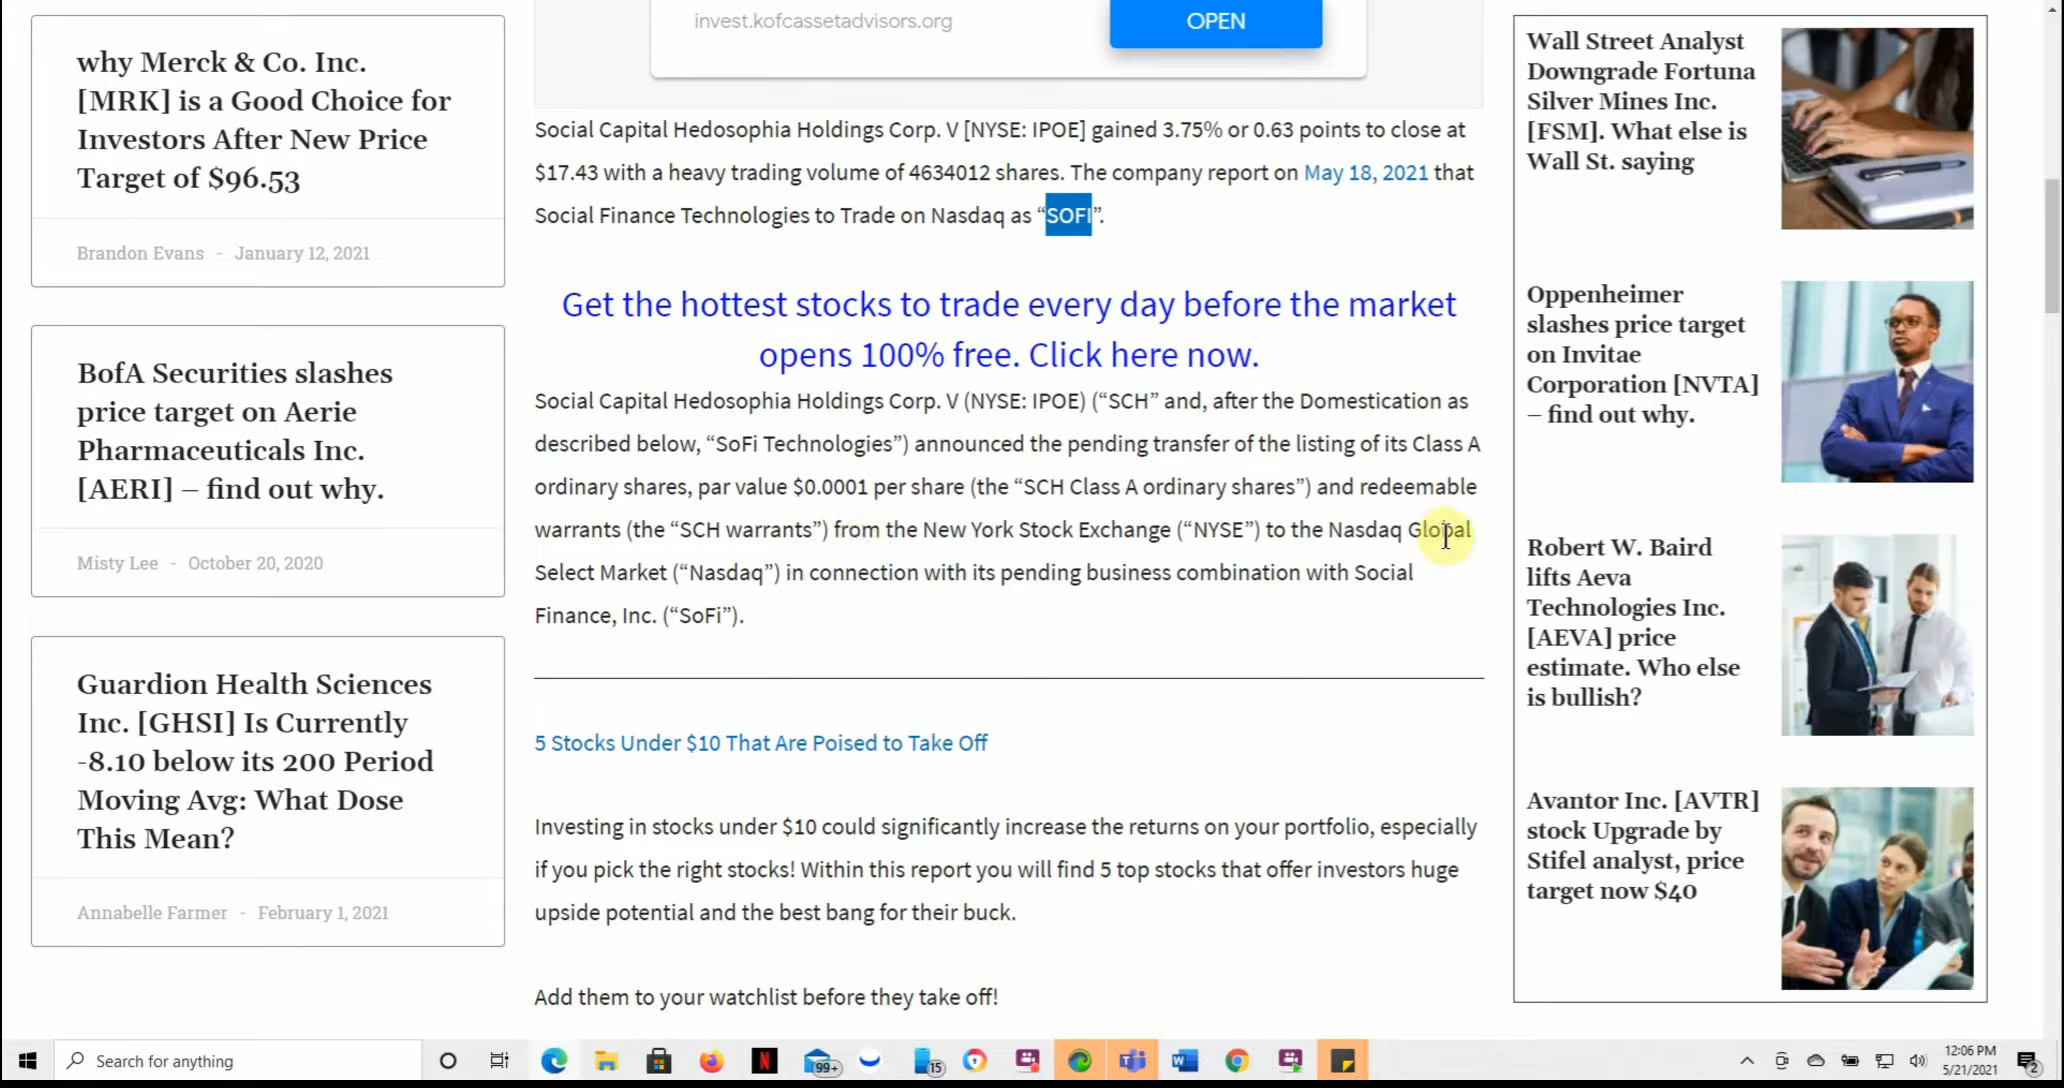 why Merck & Co. Inc.
[MRK] is a Good Choice for
Investors After New Price
Target of $96.53
Brandon Evans - January 12, 2021
BofA Securities slashes
price target on Aerie
Pharmaceuticals Inc.
[AERI] – find out why.
Misty Lee - October 20, 2020
Guardion Health Sciences
Inc. [GHSI] Is Currently
-8.10 below its 200 Period
Moving Avg: What Dose
This Mean?
Annabelle Farmer - February 1, 2021
invest.kofcassetadvisors.org
OPEN
Social Capital Hedosophia Holdings Corp. V [NYSE: IPOE] gained 3.75% or 0.63 points to close at
$17.43 with a heavy trading volume of 4634012 shares. The company report on May 18, 2021 that
Social Finance Technologies to Trade on Nasdaq as “SOFI”.
Get the hottest stocks to trade every day before the market
opens 100% free. Click here now.
Social Capital Hedosophia Holdings Corp. V (NYSE: IPOE) (“SCH” and, after the Domestication as
described below, “SoFi Technologies”) announced the pending transfer of the listing of its Class A
ordinary shares, par value $0.0001 per share (the “SCH Class A ordinary shares”) and redeemable
warrants (the “SCH warrants”) from the New York Stock Exchange (“NYSE”) to the Nasdaq Global
Select Market (“Nasdaq”) in connection with its pending business combination with Social
Finance, Inc. (“SoFi”).
5 Stocks Under $10 That Are Poised to Take Off
Investing in stocks under $10 could significantly increase the returns on your portfolio, especially
if you pick the right stocks! Within this report you will find 5 top stocks that offer investors huge
upside potential and the best bang for their buck.
Add them to your watchlist before they take off!
Wall Street Analyst
Downgrade Fortuna
Silver Mines Inc.
[FSM]. What else is
Wall St. saying
Oppenheimer
slashes price target
on Invitae
Corporation [NVTA]
– find out why.
Robert W. Baird
lifts Aeva
Technologies Inc.
[AEVA] price
estimate. Who else
is bullish?
Avantor Inc. [AVTR]
stock Upgrade by
Stifel analyst, price
target now $40
Search for anything
99+
15
12:06 PM
5/21/2021
2